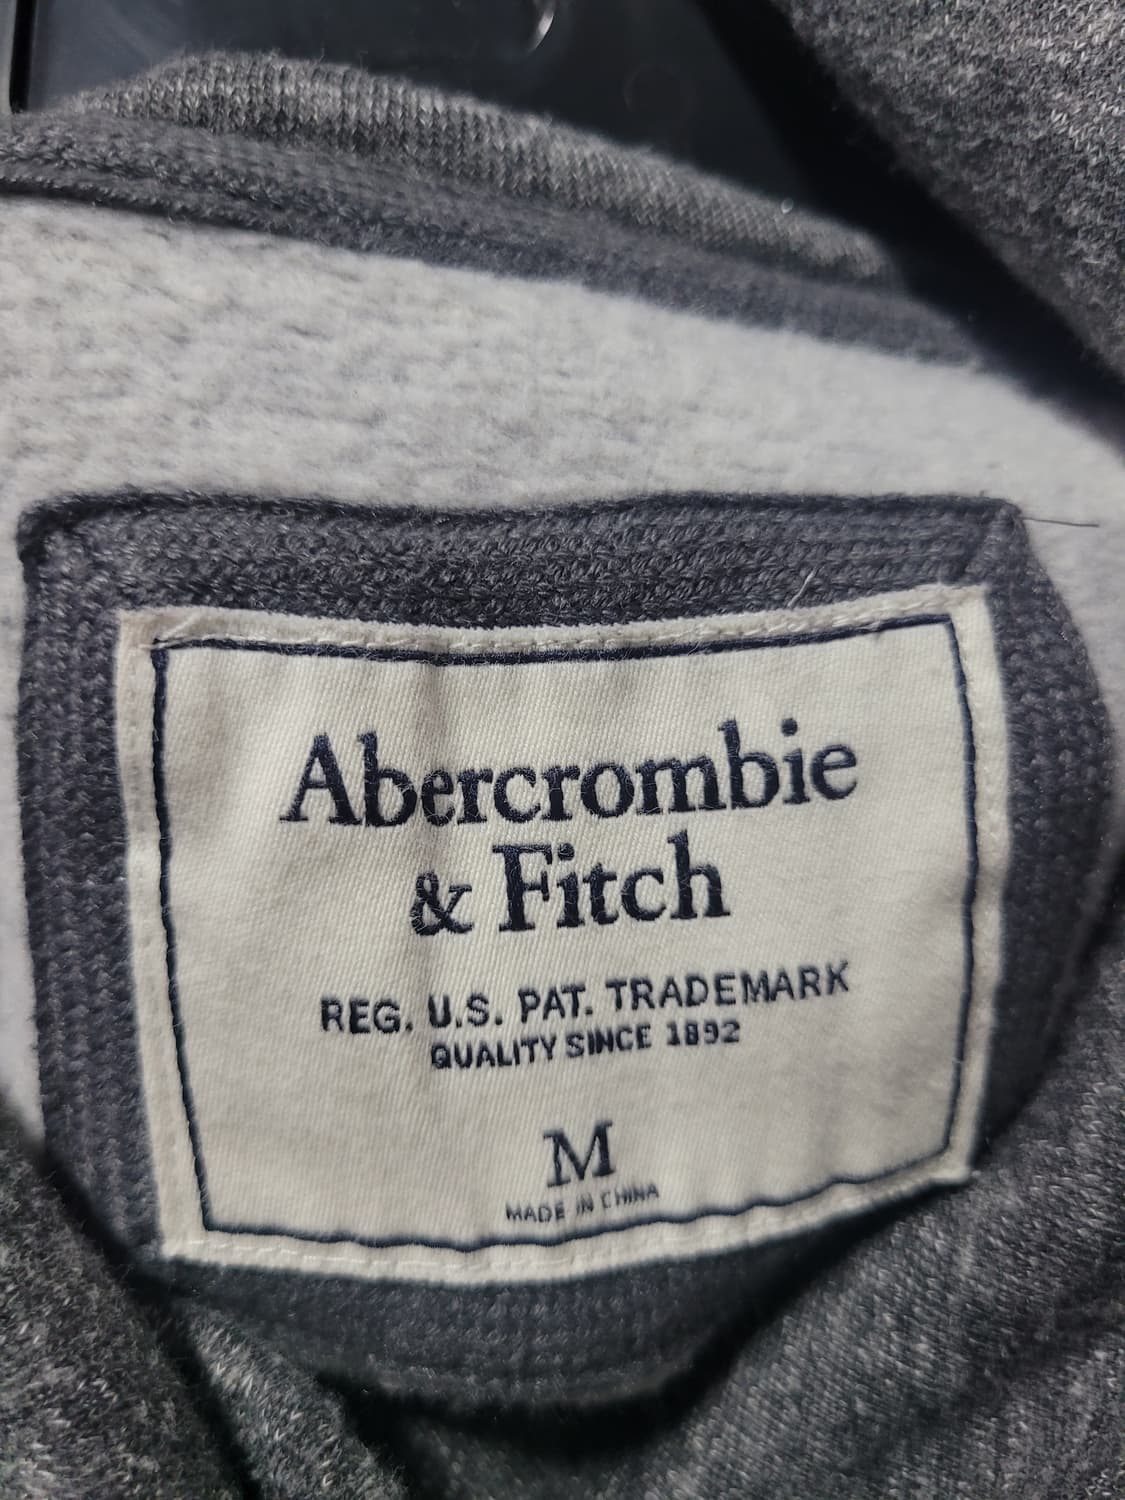 Abercrombie
& Fitch
REG. U.S. PAT. TRADEMARK
QUALITY SINCE 1892
M
MADE IN CHINA